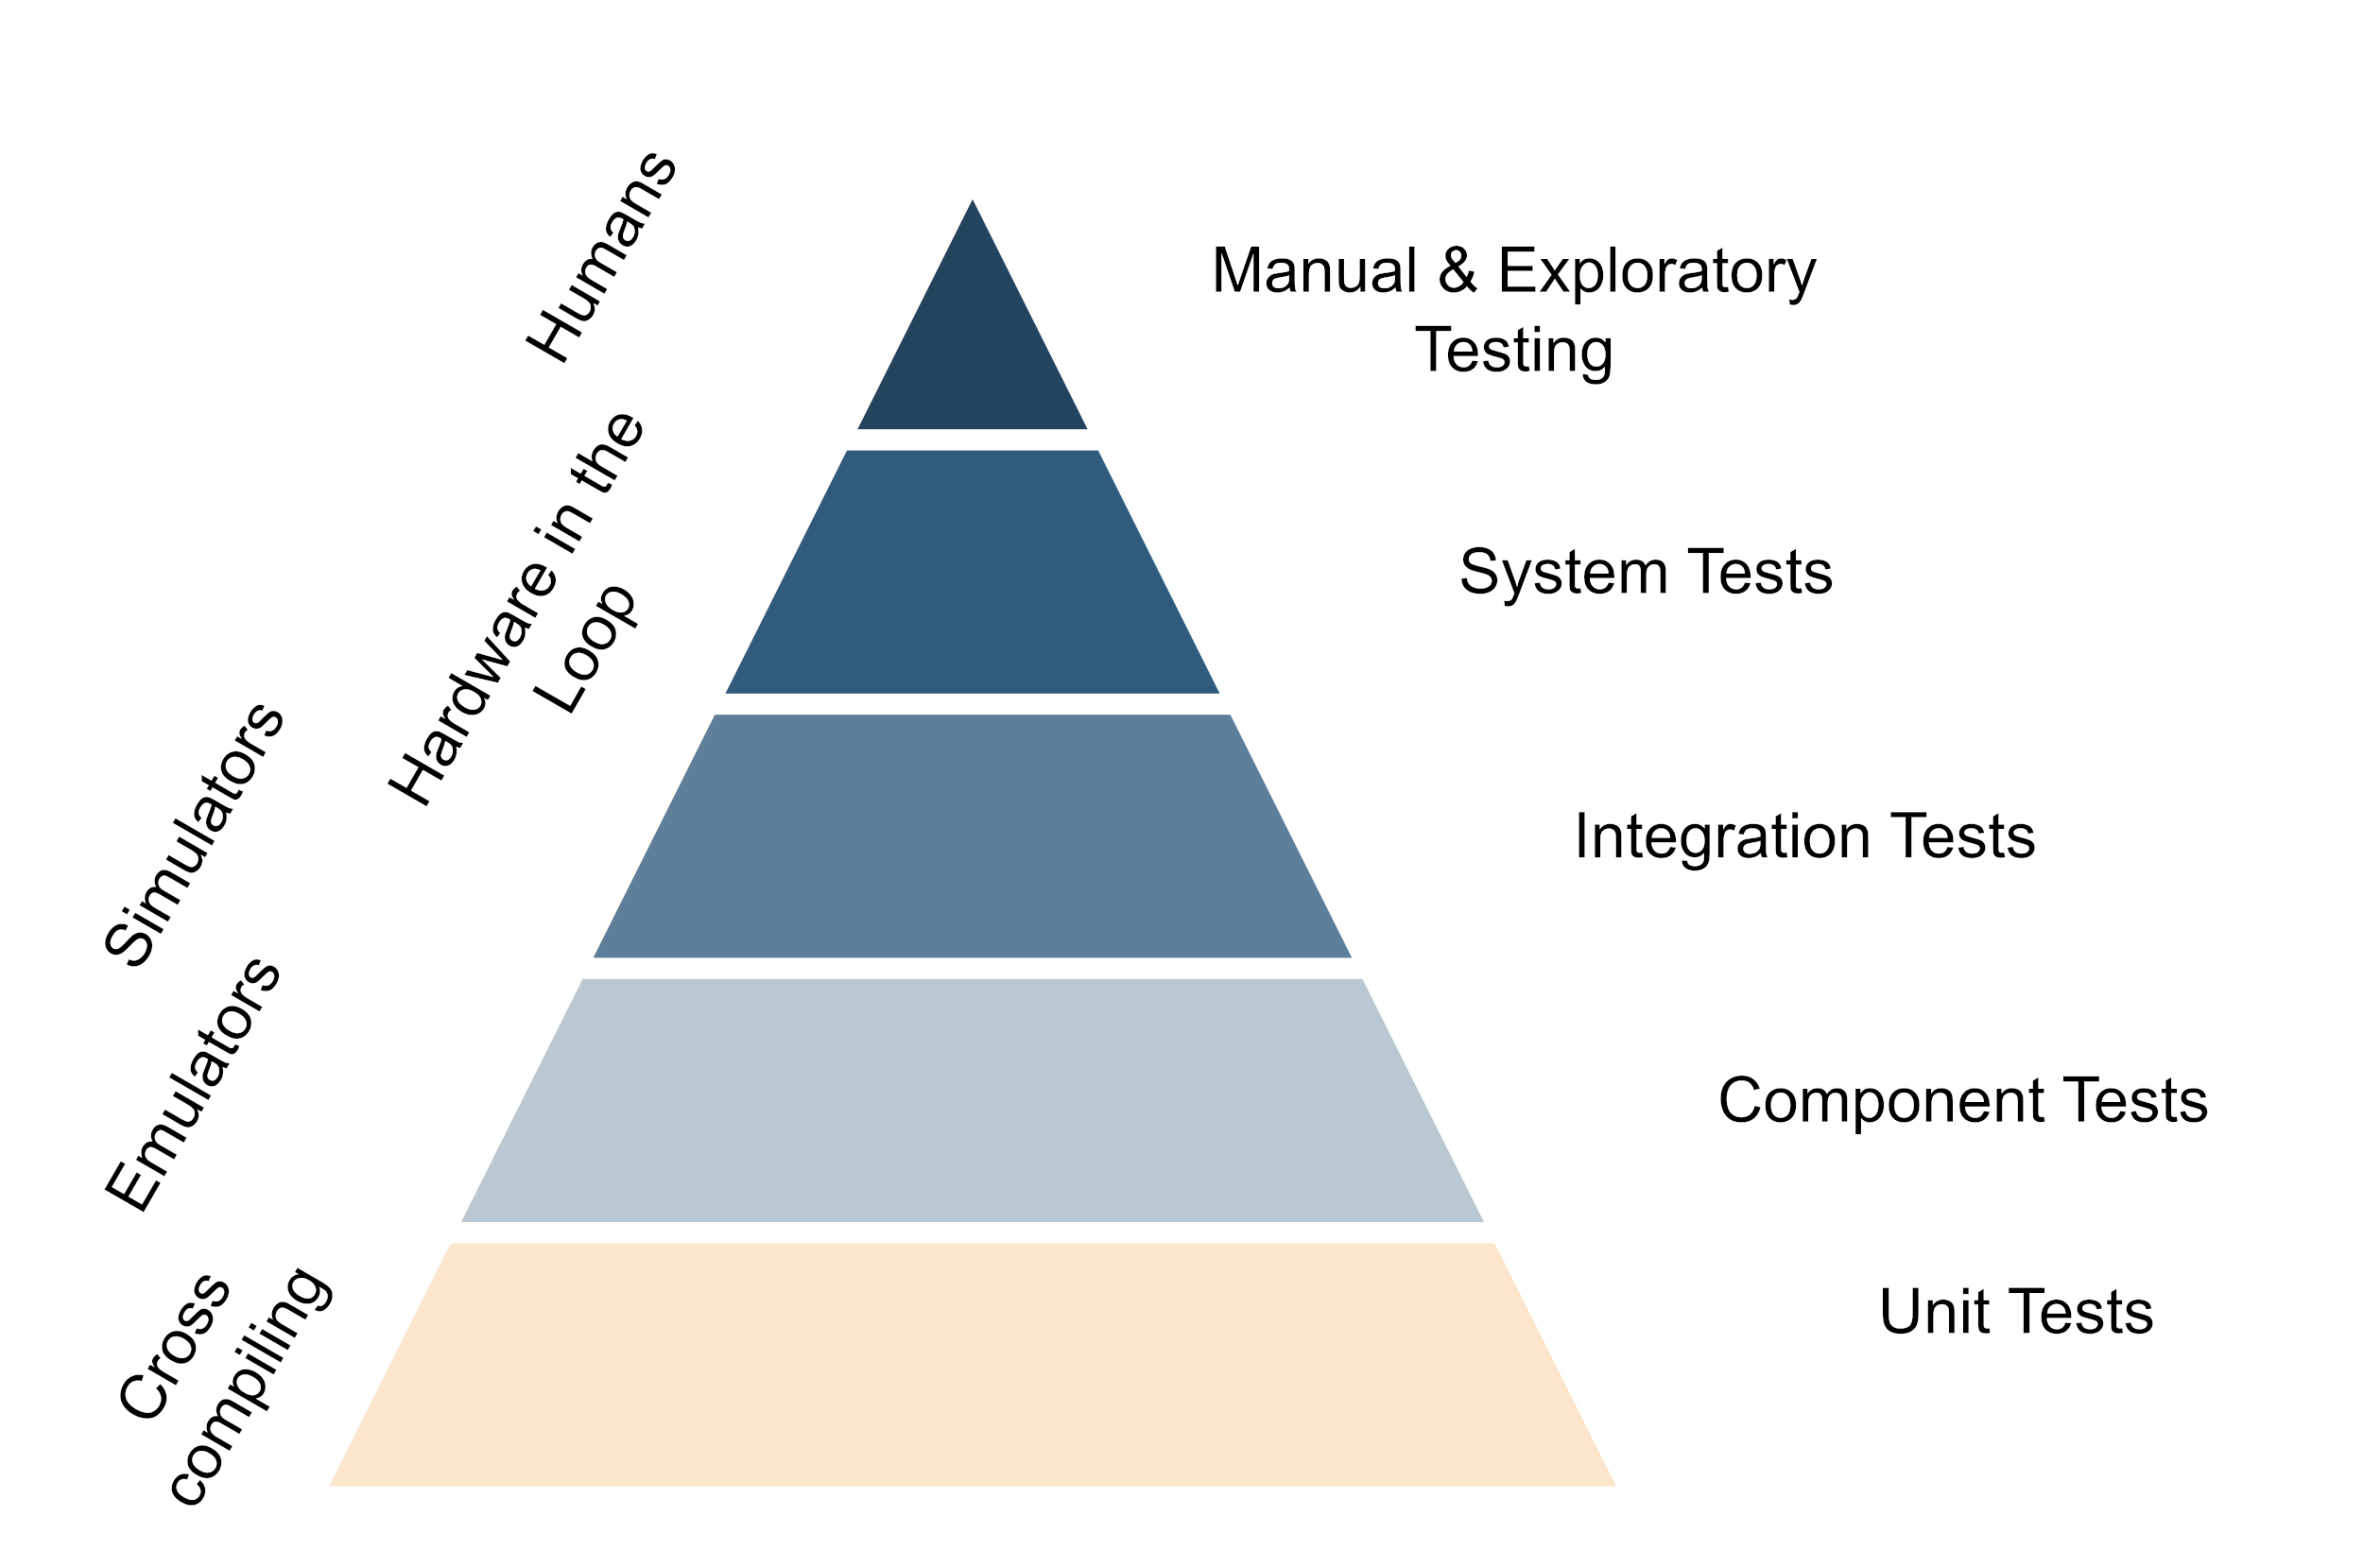 Humans
Manual & Exploratory
Testing
Hardware in the
Loop
System Tests
Simulators
Integration Tests
Emulators
Component Tests
Cross
compiling
Unit Tests